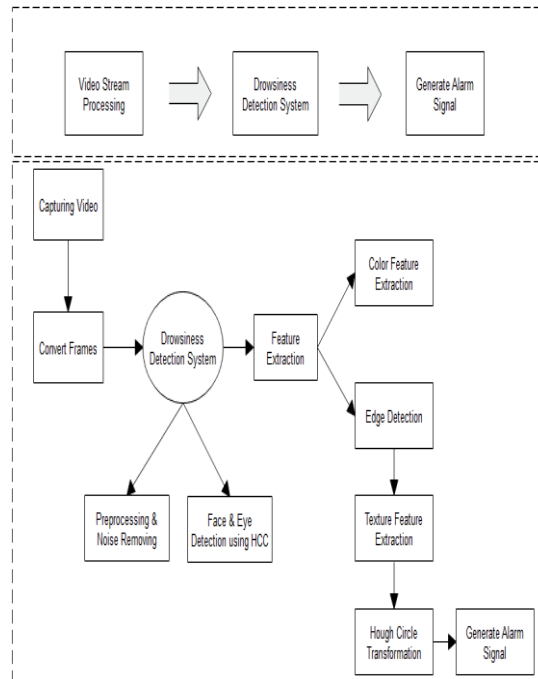 Video Stream
Processing
Drowsiness
Detection System
Generate Alarm
Signal
Capturing Video
Convert Frames
Drowsiness
Detection System
Feature
Extraction
Color Feature
Extraction
Edge Detection
Preprocessing &
Noise Removing
Face & Eye
Detection using HCC
Texture Feature
Extraction
Hough Circle
Transformation
Generate Alarm
Signal